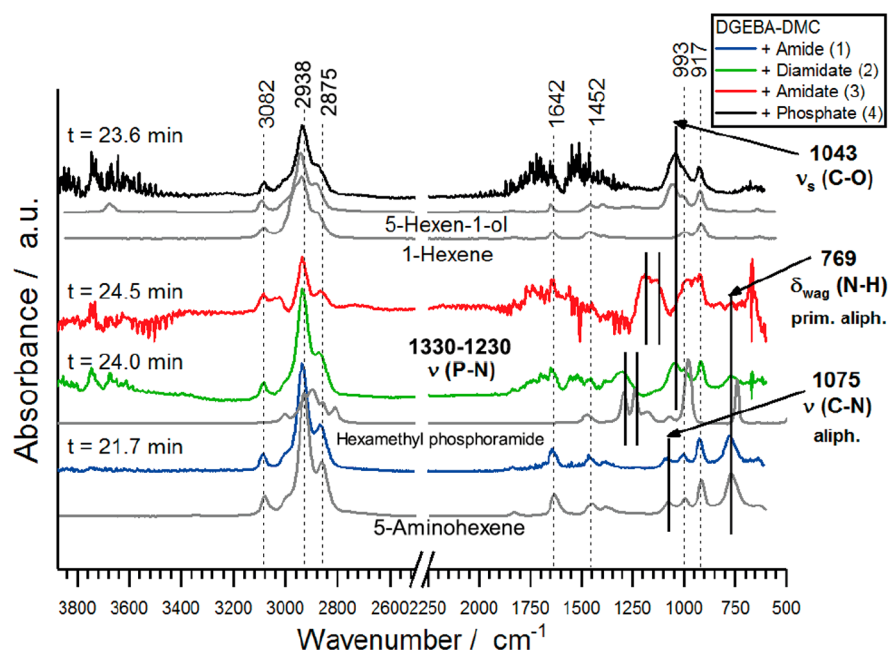 DGEBA-DMC
+ Amide (1)
+ Diamidate (2)
+ Amidate (3)
+ Phosphate (4)
3082
2938
2875
1642
1452
993
917
t = 23.6 min
1043
νs (C-O)
5-Hexen-1-ol
1-Hexene
t = 24.5 min
769
δwag (N-H)
prim. aliph.
1330-1230
ν (P-N)
t = 24.0 min
1075
ν (C-N)
aliph.
Hexamethyl phosphoramide
t = 21.7 min
5-Aminohexene
Absorbance / a.u.
3800 3600 3400 3200 3000 2800 2600 2400 2250 2000 1750 1500 1250 1000 750 500
Wavenumber / cm-1